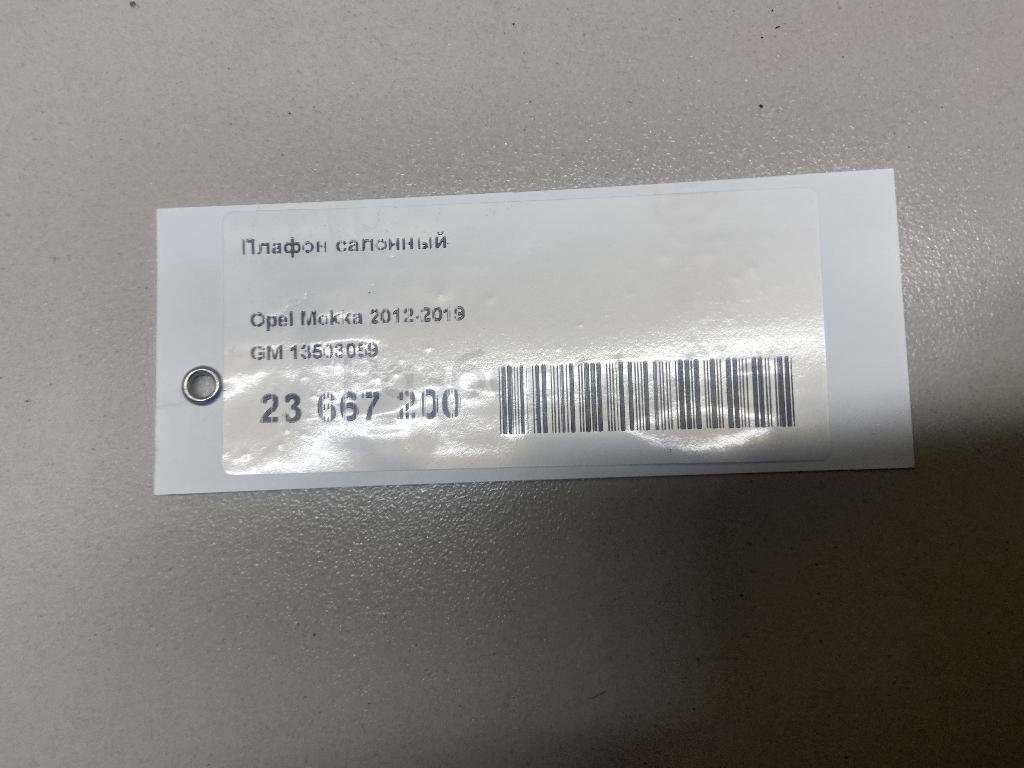 Плафон салонный
Opel Mokka 2012-2019
GM 13503059
23 667 200